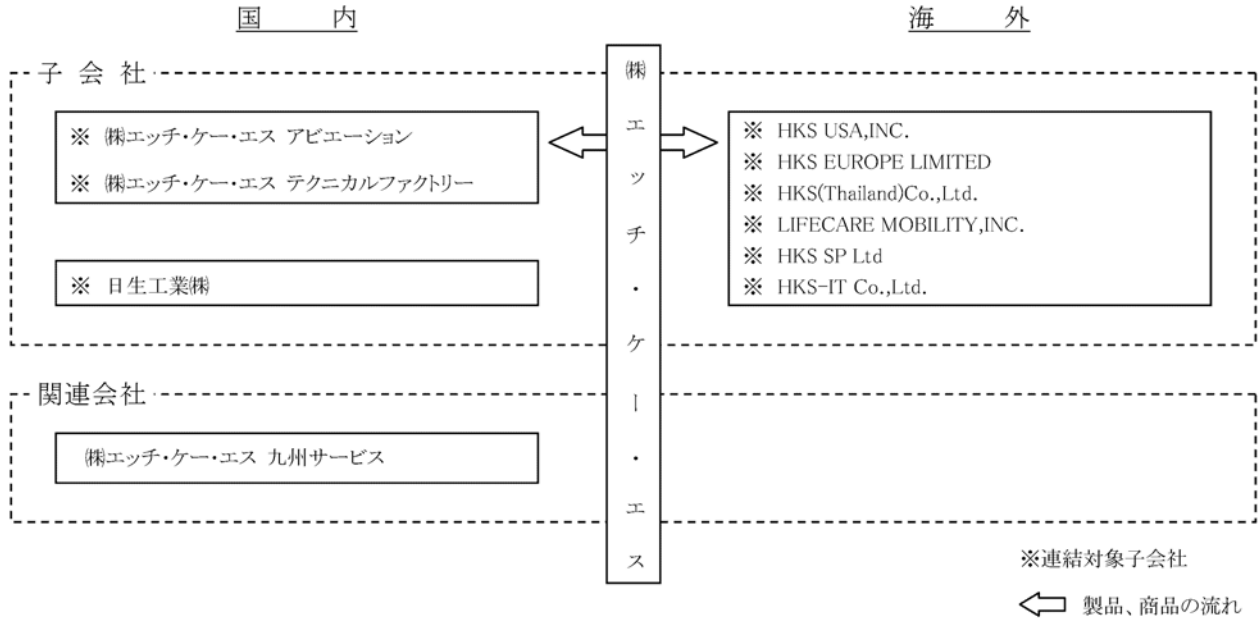 国　内
海　外
子会社
※ ㈱エッチ・ケー・エス アビエーション
※ ㈱エッチ・ケー・エス テクニカルファクトリー
※ 日生工業㈱
㈱エッチ・ケー・エス
※ HKS USA,INC.
※ HKS EUROPE LIMITED
※ HKS(Thailand)Co.,Ltd.
※ LIFECARE MOBILITY,INC.
※ HKS SP Ltd
※ HKS-IT Co.,Ltd.
関連会社
㈱エッチ・ケー・エス 九州サービス
※連結対象子会社
製品、商品の流れ